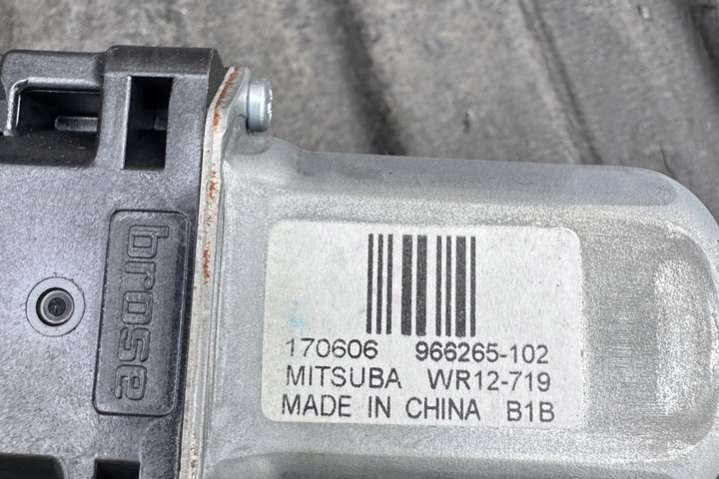 brose
170606 966265-102
MITSUBA WR12-719
MADE IN CHINA B1B